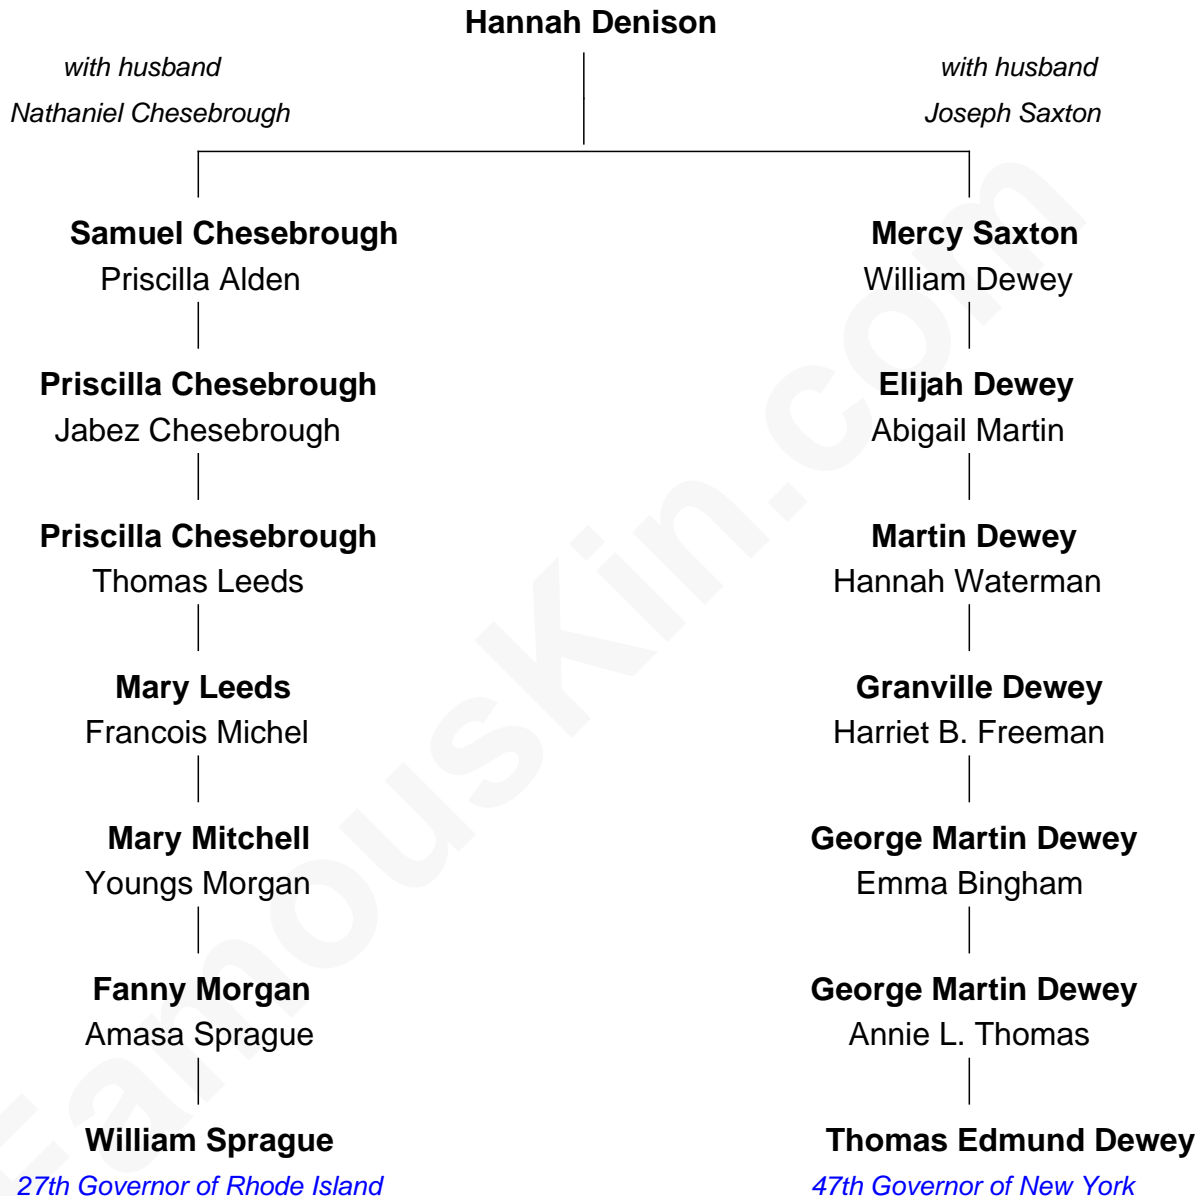 Hannah Denison
with husband
Nathaniel Chesebrough
with husband
Joseph Saxton
Samuel Chesebrough
Priscilla Alden
Mercy Saxton
William Dewey
Priscilla Chesebrough
Jabez Chesebrough
Elijah Dewey
Abigail Martin
Priscilla Chesebrough
Thomas Leeds
Martin Dewey
Hannah Waterman
Mary Leeds
Francois Michel
Granville Dewey
Harriet B. Freeman
Mary Mitchell
Youngs Morgan
George Martin Dewey
Emma Bingham
Fanny Morgan
Amasa Sprague
George Martin Dewey
Annie L. Thomas
William Sprague
27th Governor of Rhode Island
Thomas Edmund Dewey
47th Governor of New York
FamousKin.com